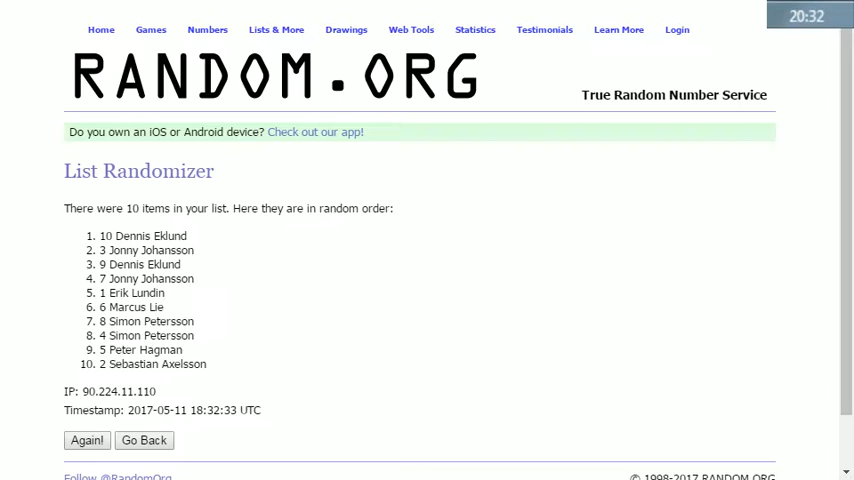 20:32
Home Games Numbers Lists & More Drawings Web Tools Statistics Testimonials Learn More Login
RANDOM.ORG
True Random Number Service
Do you own an iOS or Android device? Check out our app!
List Randomizer
There were 10 items in your list. Here they are in random order:
1. 10 Dennis Eklund
2. 3 Jonny Johansson
3. 9 Dennis Eklund
4. 7 Jonny Johansson
5. 1 Erik Lundin
6. 6 Marcus Lie
7. 8 Simon Petersson
8. 4 Simon Petersson
9. 5 Peter Hagman
10. 2 Sebastian Axelsson
IP: 90.224.11.110
Timestamp: 2017-05-11 18:32:33 UTC
Again! Go Back
Follow @RandomOrg © 1998-2017 RANDOM.ORG